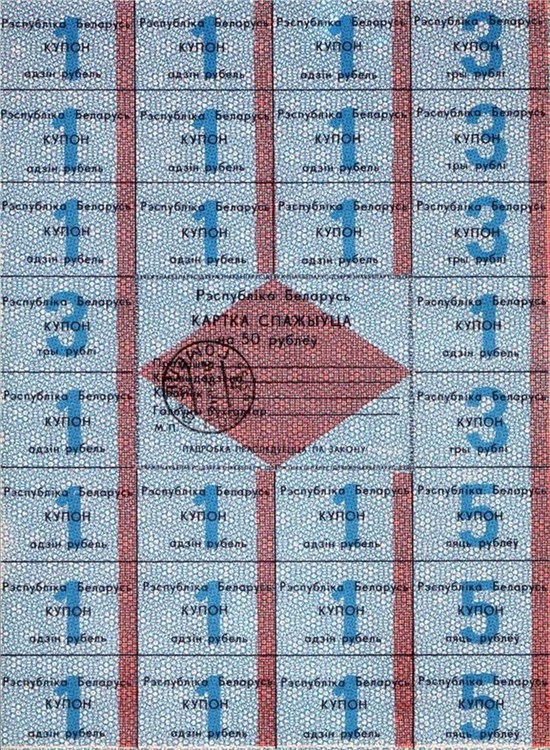 Рэспубліка Беларусь
1
КУПОН
адзін рубель
Рэспубліка Беларусь
1
КУПОН
адзін рубель
Рэспубліка Беларусь
1
КУПОН
адзін рубель
Рэспубліка Беларусь
3
КУПОН
тры рублі
Рэспубліка Беларусь
1
КУПОН
адзін рубель
Рэспубліка Беларусь
1
КУПОН
адзін рубель
Рэспубліка Беларусь
1
КУПОН
адзін рубель
Рэспубліка Беларусь
3
КУПОН
тры рублі
Рэспубліка Беларусь
1
КУПОН
адзін рубель
Рэспубліка Беларусь
1
КУПОН
адзін рубель
Рэспубліка Беларусь
1
КУПОН
адзін рубель
Рэспубліка Беларусь
3
КУПОН
тры рублі
Рэспубліка Беларусь
3
КУПОН
тры рублі
Рэспубліка Беларусь
КАРТКА СПАЖЫЎЦА
на 50 рублеў
Галоўны бухгалтар
М.П.
ПАДРОБКА ПРАСЛЕДУЕЦЦА ПА ЗАКОНУ
Рэспубліка Беларусь
1
КУПОН
адзін рубель
Рэспубліка Беларусь
1
КУПОН
адзін рубель
Рэспубліка Беларусь
3
КУПОН
тры рублі
Рэспубліка Беларусь
1
КУПОН
адзін рубель
Рэспубліка Беларусь
1
КУПОН
адзін рубель
Рэспубліка Беларусь
1
КУПОН
адзін рубель
Рэспубліка Беларусь
5
КУПОН
пяць рублеў
Рэспубліка Беларусь
1
КУПОН
адзін рубель
Рэспубліка Беларусь
1
КУПОН
адзін рубель
Рэспубліка Беларусь
1
КУПОН
адзін рубель
Рэспубліка Беларусь
5
КУПОН
пяць рублеў
Рэспубліка Беларусь
1
КУПОН
адзін рубель
Рэспубліка Беларусь
1
КУПОН
адзін рубель
Рэспубліка Беларусь
1
КУПОН
адзін рубель
Рэспубліка Беларусь
5
КУПОН
пяць рублеў